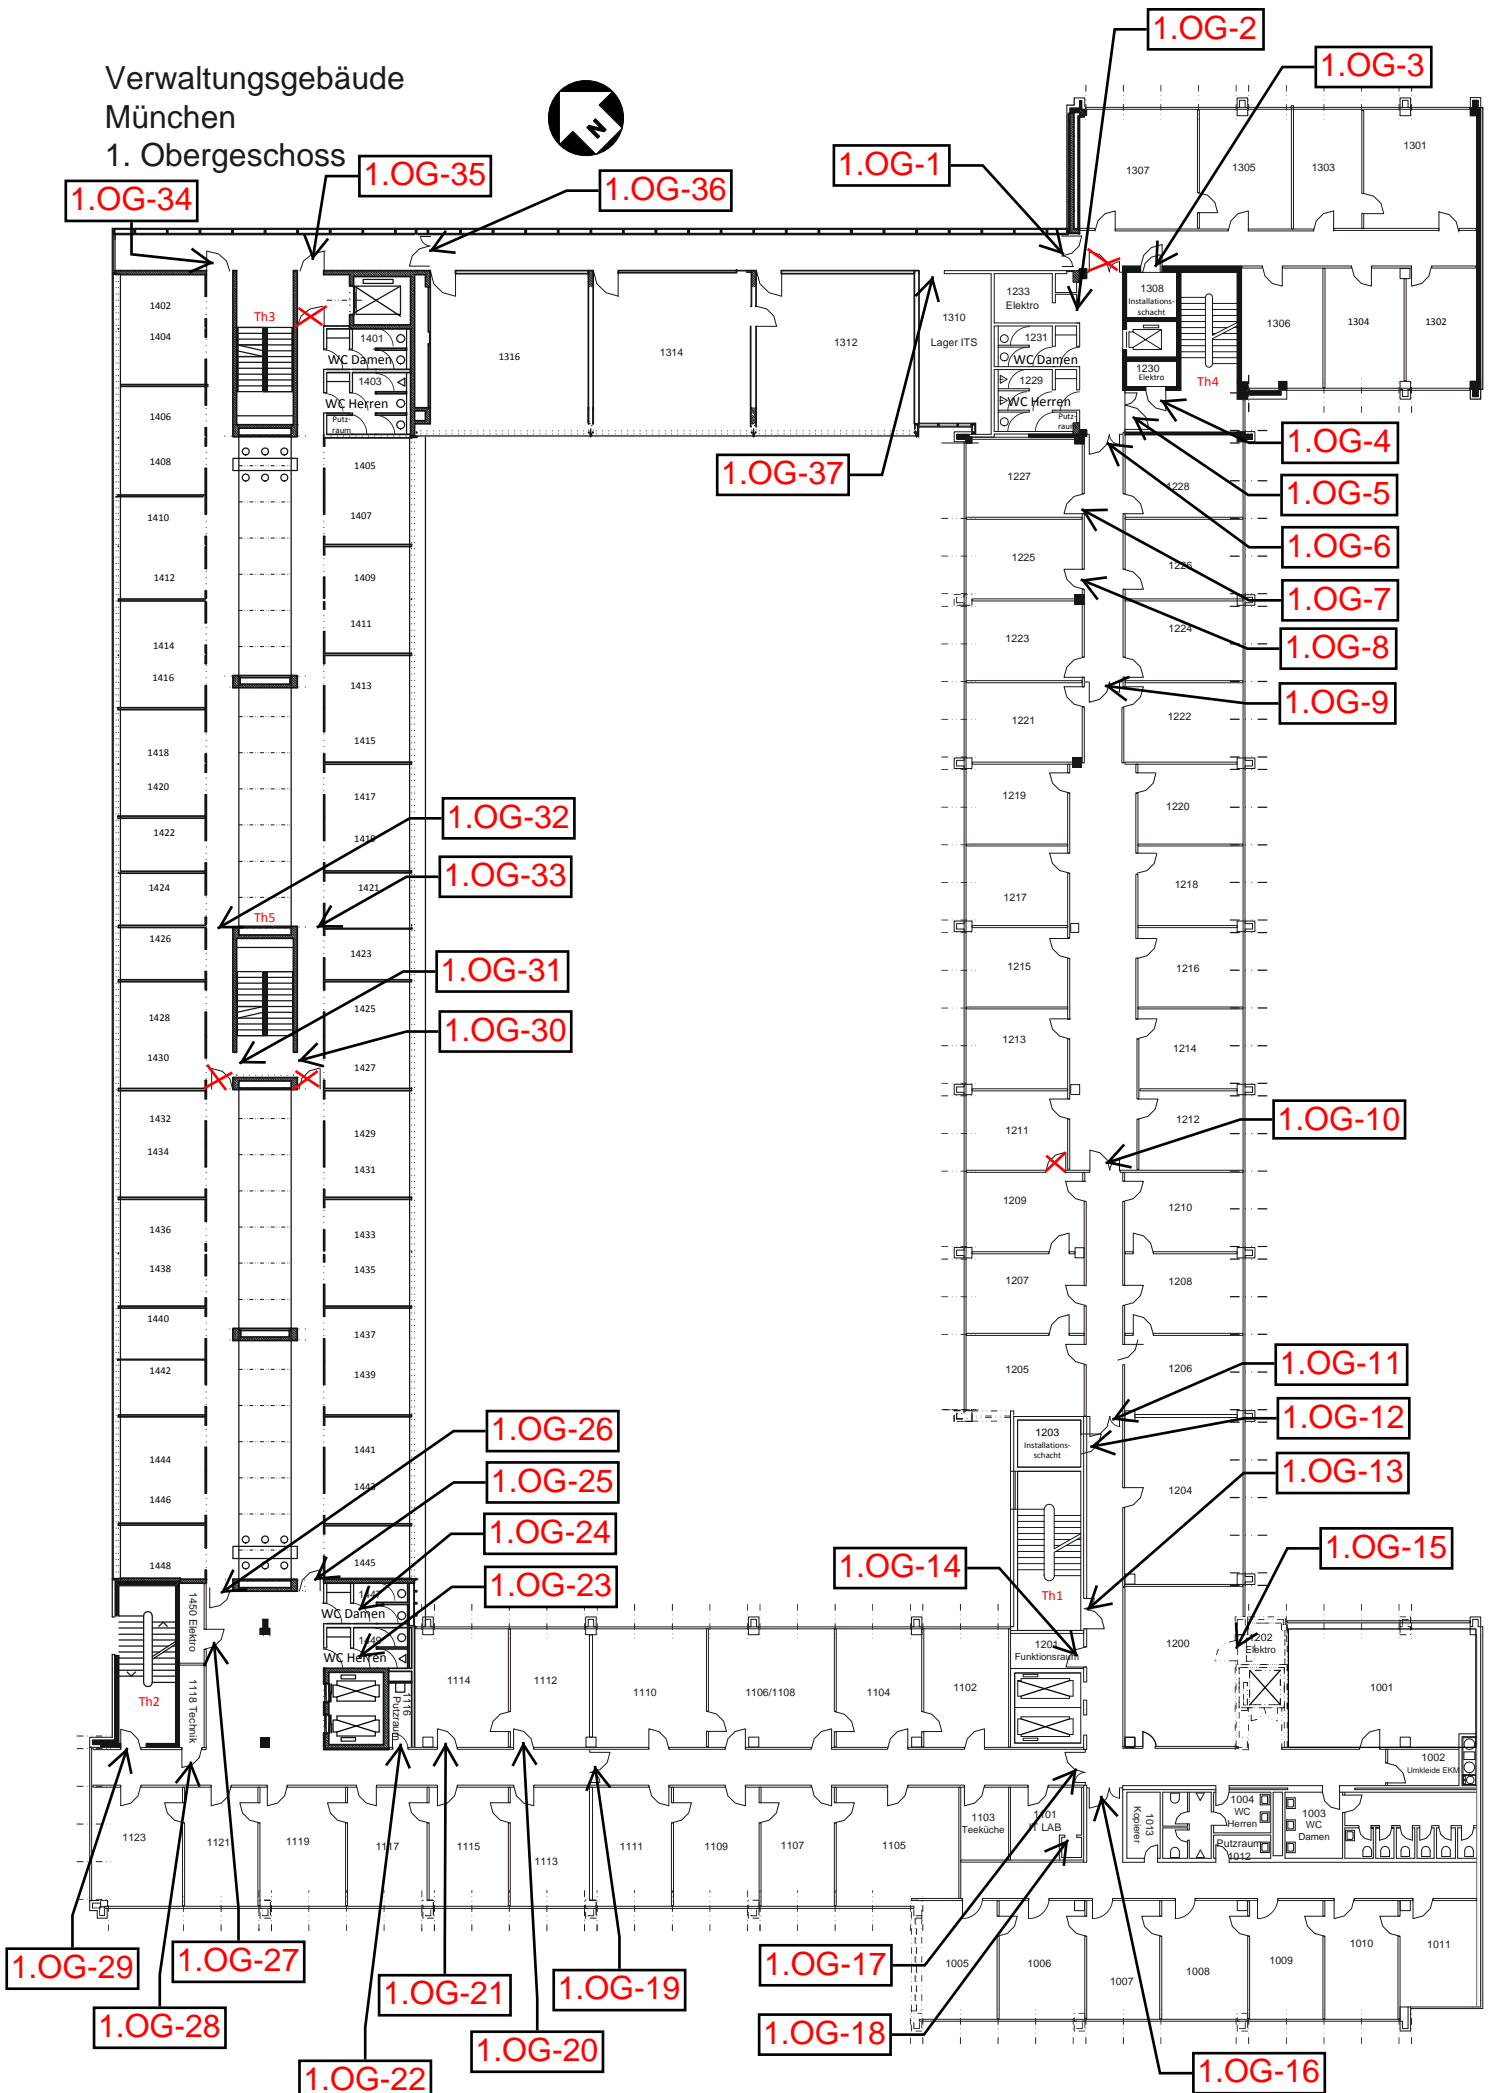 Verwaltungsgebäude
München
1. Obergeschoss
N
1.OG-2
1.OG-3
1.OG-1
1.OG-34
1.OG-35
1.OG-36
1307
1305
1303
1301
1402
1404
Th3
1401
WC Damen
1403
WC Herren
Putz-
raum
1316
1314
1312
1310
Lager ITS
1233
Elektro
1231
WC Damen
1229
WC Herren
Putz-
raum
1308
Installations-
schacht
1230
Elektro
Th4
1306
1304
1302
1.OG-37
1.OG-4
1.OG-5
1.OG-6
1.OG-7
1.OG-8
1.OG-9
1406
1408
1405
1410
1407
1412
1409
1411
1414
1416
1413
1415
1418
1420
1417
1419
1422
1424
1421
Th5
1426
1423
1428
1425
1430
1427
1432
1429
1434
1431
1436
1433
1438
1435
1440
1437
1442
1439
1444
1441
1446
1443
1448
1445
1227
1228
1225
1226
1223
1224
1221
1222
1219
1220
1217
1218
1215
1216
1213
1214
1211
1212
1209
1210
1207
1208
1205
1206
1.OG-32
1.OG-33
1.OG-31
1.OG-30
1.OG-10
1.OG-11
1.OG-12
1.OG-13
1.OG-15
1.OG-14
1.OG-26
1.OG-25
1.OG-24
1.OG-23
1203
Installations-
schacht
1204
Th1
1447
WC Damen
1449
WC Herren
1450 Elektro
1118 Technik
Th2
1116
Putzraum
1114
1112
1110
1106/1108
1104
1102
1201
Funktionsraum
1200
1202
Elektro
1001
1002
Umkleide EKM
1123
1121
1119
1117
1115
1113
1111
1109
1107
1105
1103
Teeküche
1101
IT LAB
1013
Kopierer
1004
WC
Herren
Putzraum
1012
1003
WC
Damen
1005
1006
1007
1008
1009
1010
1011
1.OG-29
1.OG-27
1.OG-28
1.OG-21
1.OG-19
1.OG-20
1.OG-22
1.OG-17
1.OG-18
1.OG-16